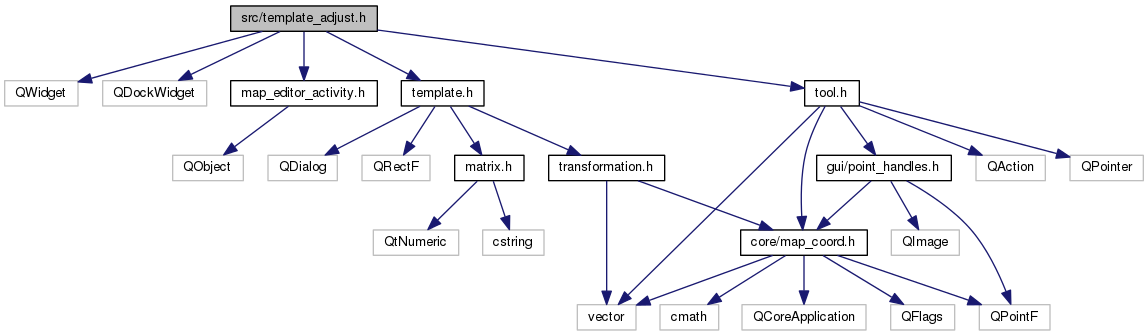 src/template_adjust.h
QWidget
QDockWidget
map_editor_activity.h
template.h
tool.h
QObject
QDialog
QRectF
matrix.h
transformation.h
gui/point_handles.h
QAction
QPointer
QtNumeric
cstring
core/map_coord.h
QImage
vector
cmath
QCoreApplication
QFlags
QPointF